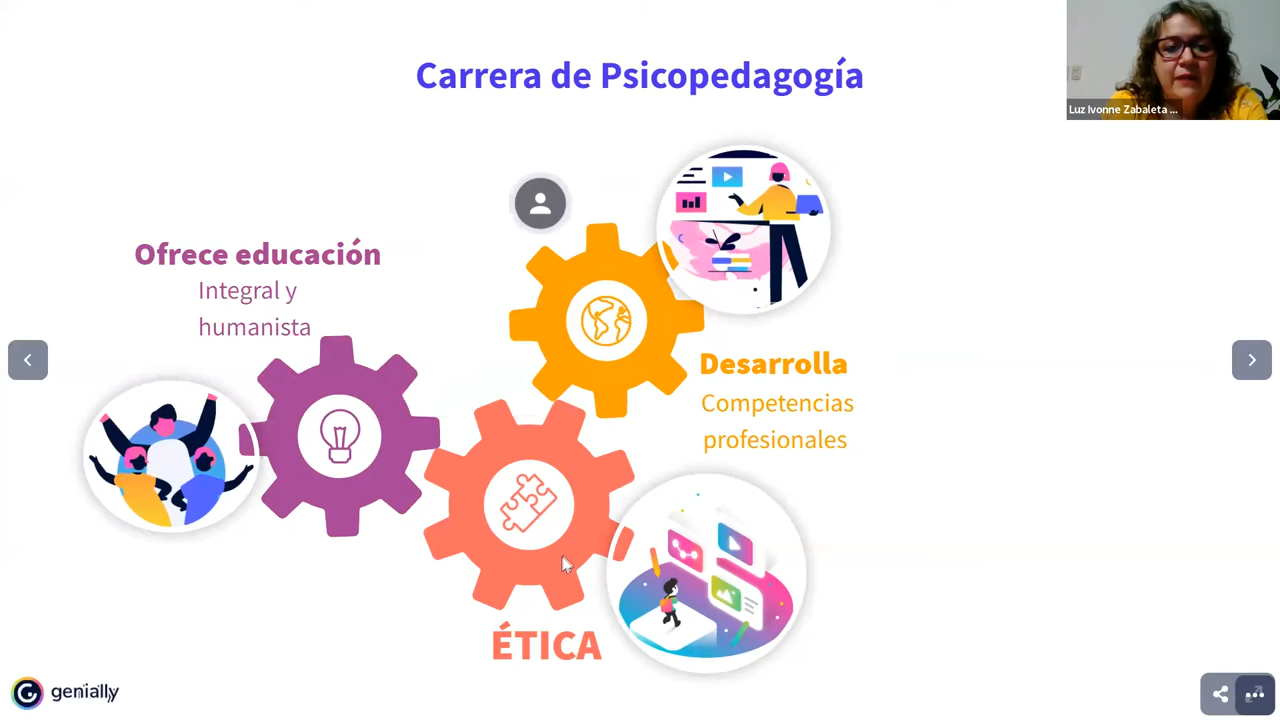 Carrera de Psicopedagogía
Luz Ivonne Zabaleta ...
Ofrece educación
Integral y
humanista
Desarrolla
Competencias
profesionales
ÉTICA
genially